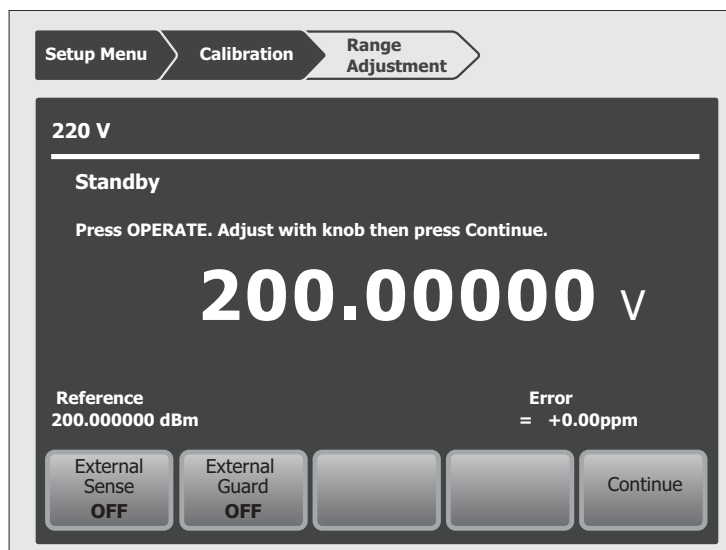 Setup Menu
Calibration
Range
Adjustment
220 V
Standby
Press OPERATE. Adjust with knob then press Continue.
200.00000 V
Reference
200.000000 dBm
Error
= +0.00ppm
External
Sense
OFF
External
Guard
OFF
Continue